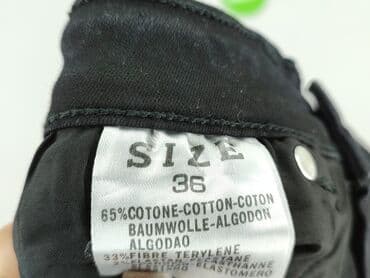 SIZE
36
65%COTONE-COTTON-COTON
BAUMWOLLE-ALGODON
ALGODAO
33%FIBRE TERYLENE